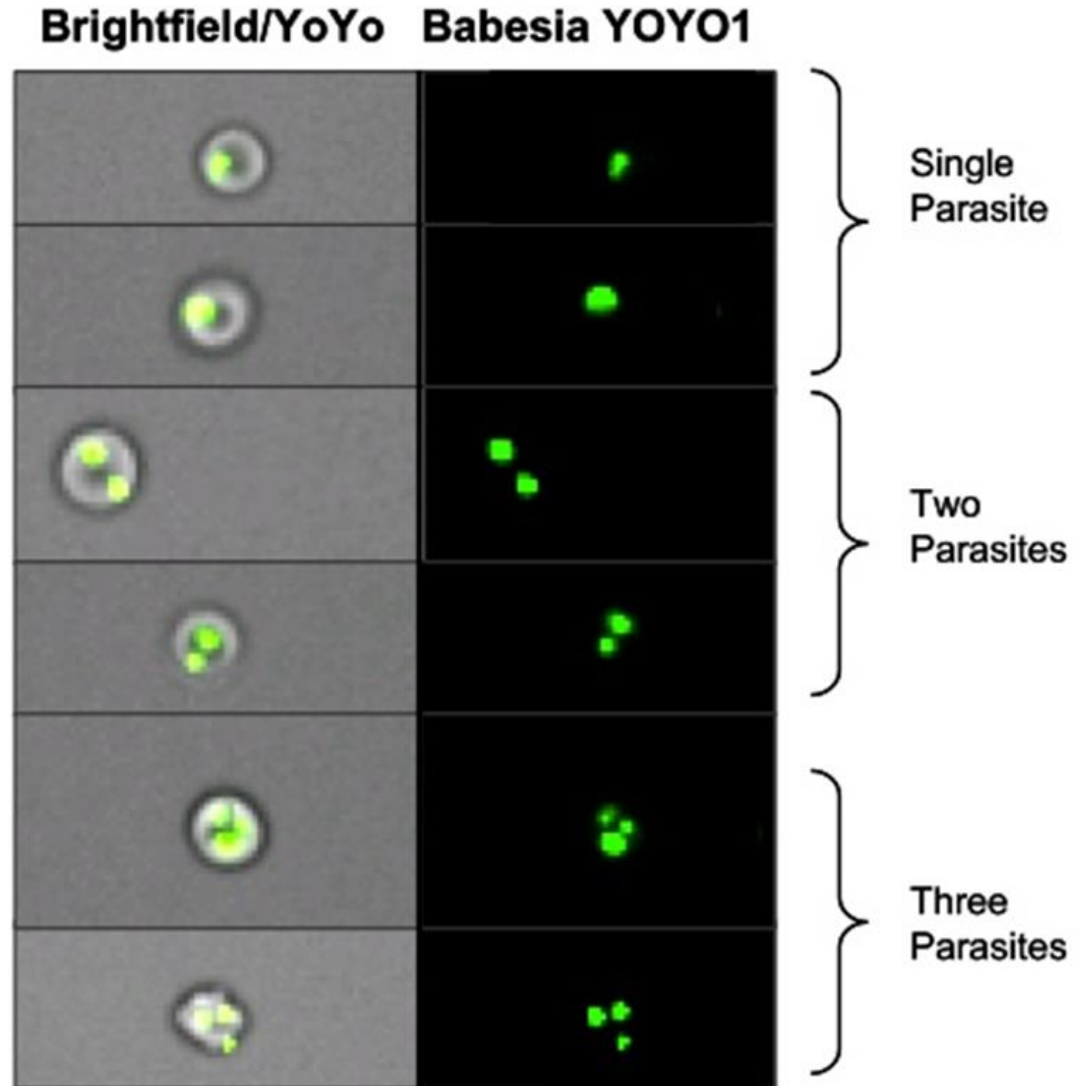 Brightfield/YoYo Babesia YOYO1
Single
Parasite
Two
Parasites
Three
Parasites